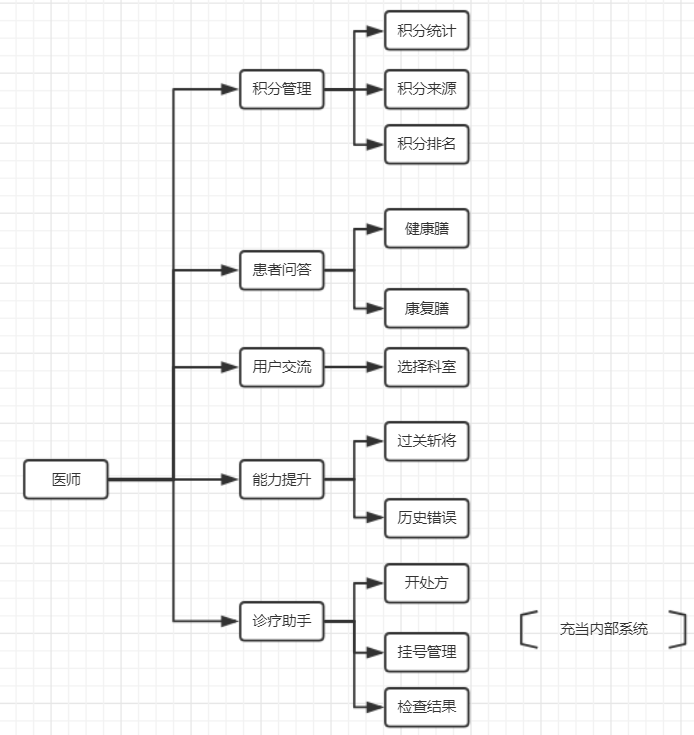 积分统计
积分管理
积分来源
积分排名
健康膳
患者问答
康复膳
用户交流
选择科室
过关斩将
医师
能力提升
历史错误
开处方
诊疗助手
充当内部系统
挂号管理
检查结果